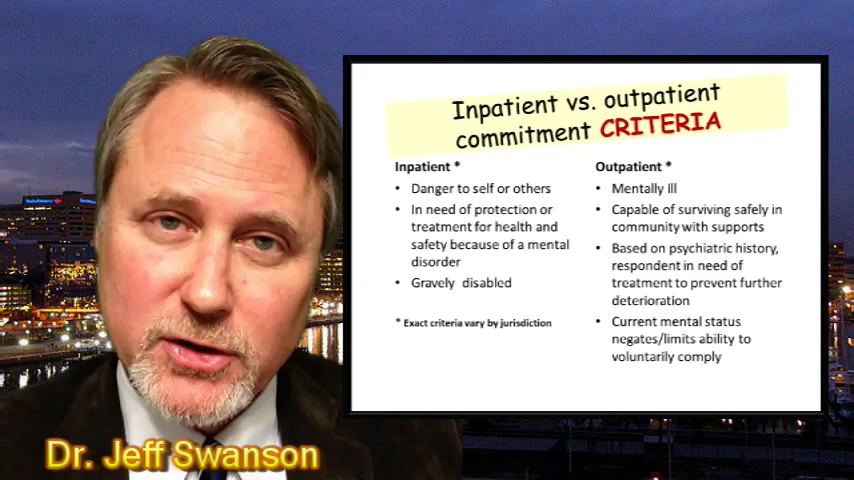 Inpatient vs. outpatient
commitment CRITERIA
Inpatient *
• Danger to self or others
• In need of protection or
treatment for health and
safety because of a mental
disorder
• Gravely disabled
* Exact criteria vary by jurisdiction
Outpatient *
• Mentally ill
• Capable of surviving safely in
community with supports
• Based on psychiatric history,
respondent in need of
treatment to prevent further
deterioration
• Current mental status
negates/limits ability to
voluntarily comply
Dr. Jeff Swanson